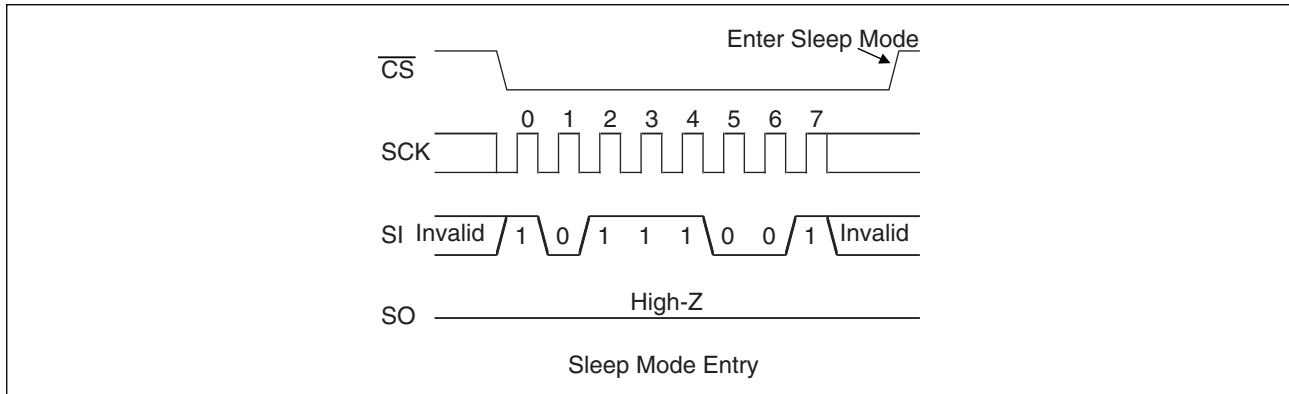 Enter Sleep Mode
CS
0 1 2 3 4 5 6 7
SCK
SI Invalid 1 0 1 1 1 0 0 1 Invalid
High-Z
SO
Sleep Mode Entry